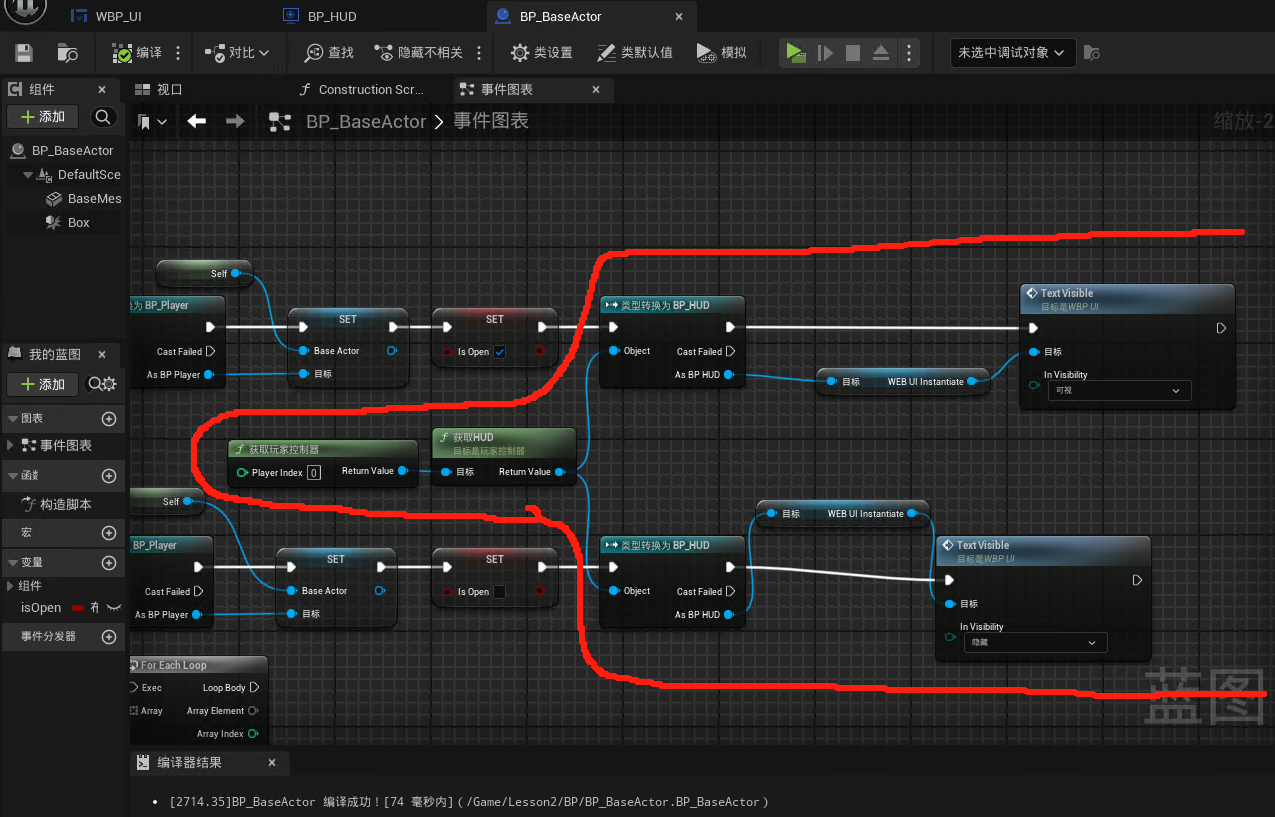 WBP_UI
BP_HUD
BP_BaseActor
编译
对比
查找
隐藏不相关
类设置
类默认值
模拟
未选中调试对象
组件
视口
Construction Scr...
事件图表
添加
BP_BaseActor
事件图表
缩放-2
BP_BaseActor
DefaultSce
BaseMes
Box
Self
为 BP_Player
Cast Failed
As BP Player
SET
Base Actor
目标
SET
Is Open
类型转换为 BP_HUD
Object
Cast Failed
As BP HUD
目标
WEB UI Instantiate
Text Visible
目标是WBP UI
目标
In Visibility
可视
我的蓝图
添加
图表
事件图表
函数
构造脚本
宏
变量
组件
isOpen
事件分发器
获取玩家控制器
Player Index
0
Return Value
获取HUD
目标是玩家控制器
目标
Return Value
Self
BP_Player
Cast Failed
As BP Player
SET
Base Actor
目标
SET
Is Open
类型转换为 BP_HUD
Object
Cast Failed
As BP HUD
目标
WEB UI Instantiate
Text Visible
目标是WBP UI
目标
In Visibility
隐藏
For Each Loop
Exec
Loop Body
Array
Array Element
Array Index
蓝图
编译器结果
[2714.35]BP_BaseActor 编译成功！[74 毫秒内] (/Game/Lesson2/BP/BP_BaseActor.BP_BaseActor)